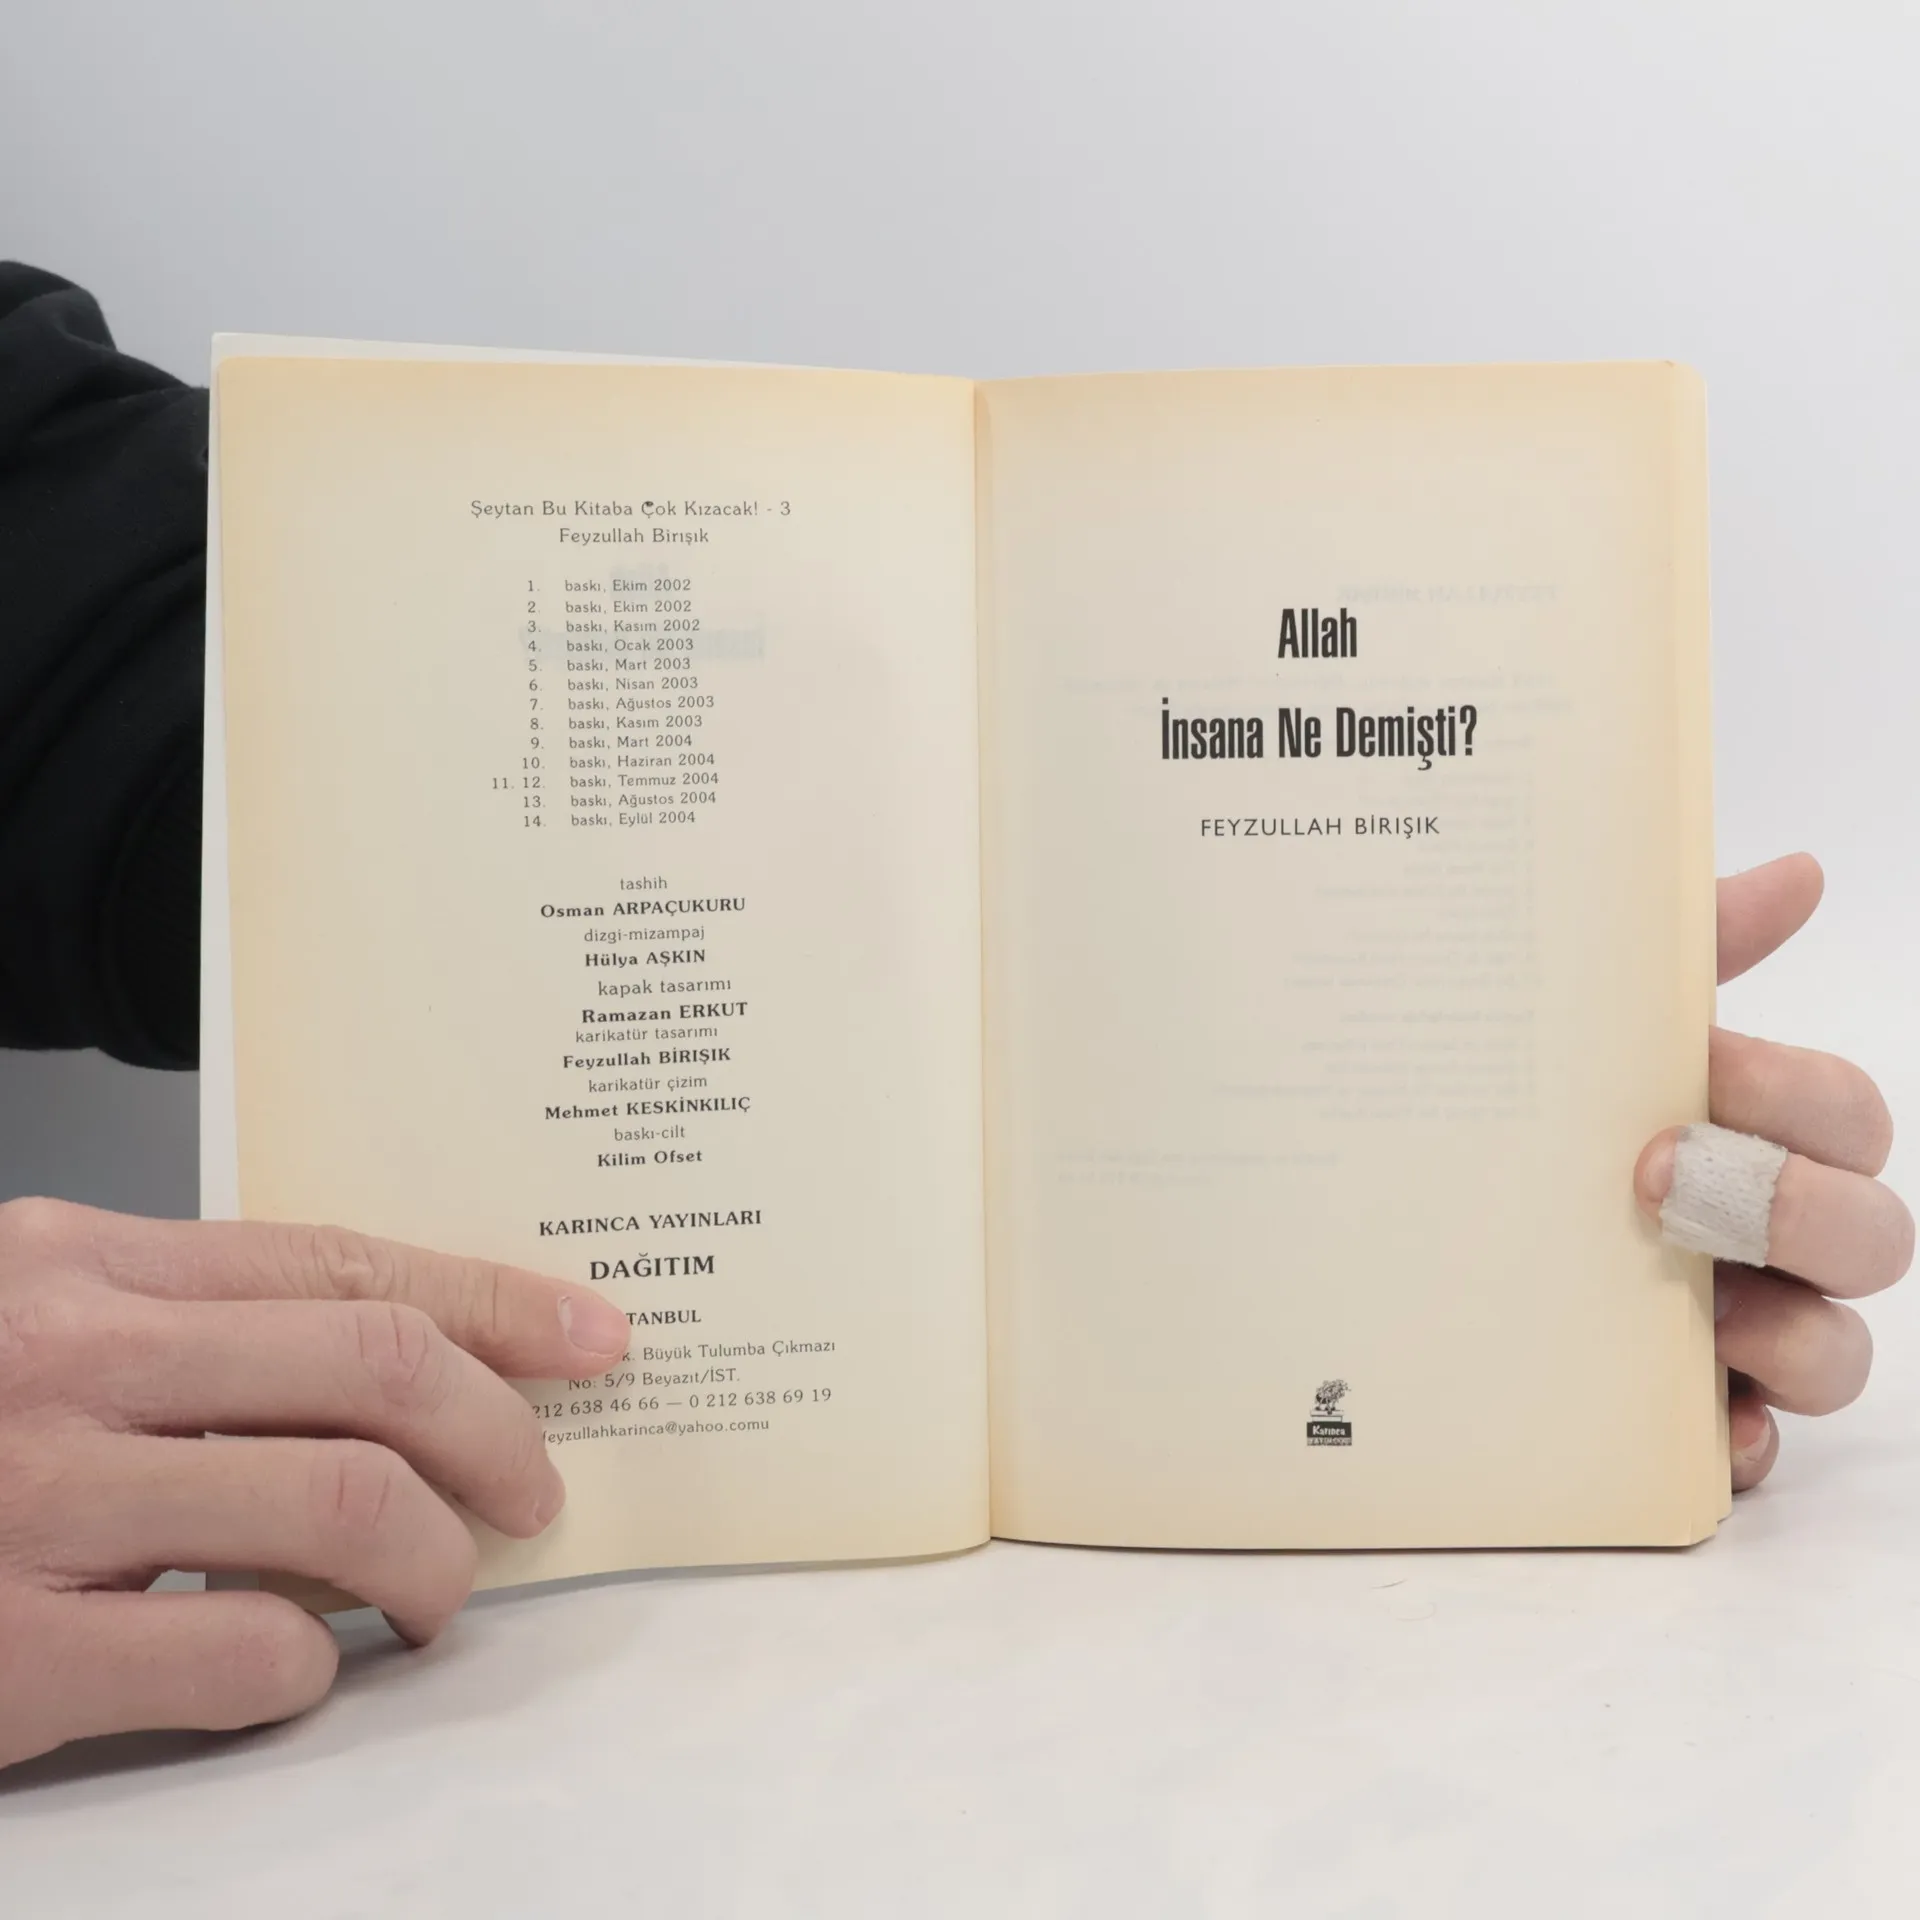 Şeytan Bu Kitaba Çok Kızacak! - 3
Feyzullah Birışık
1. baskı, Ekim 2002
2. baskı, Ekim 2002
3. baskı, Kasım 2002
4. baskı, Ocak 2003
5. baskı, Mart 2003
6. baskı, Nisan 2003
7. baskı, Ağustos 2003
8. baskı, Kasım 2003
9. baskı, Mart 2004
10. baskı, Haziran 2004
11. 12. baskı, Temmuz 2004
13. baskı, Ağustos 2004
14. baskı, Eylül 2004
tashih
Osman ARPAÇUKURU
dizgi-mizampaj
Hülya AŞKIN
kapak tasarımı
Ramazan ERKUT
karikatür tasarımı
Feyzullah BİRIŞIK
karikatür çizim
Mehmet KESKİNKILIÇ
baskı-cilt
Kilim Ofset
KARINCA YAYINLARI
DAĞITIM
TANBUL
k. Büyük Tulumba Çıkmazı
No: 5/9 Beyazıt/İST.
212 638 46 66 — 0 212 638 69 19
feyzullahkarinca@yahoo.comu
Allah
İnsana Ne Demişti?
FEYZULLAH BİRIŞIK
Karınca